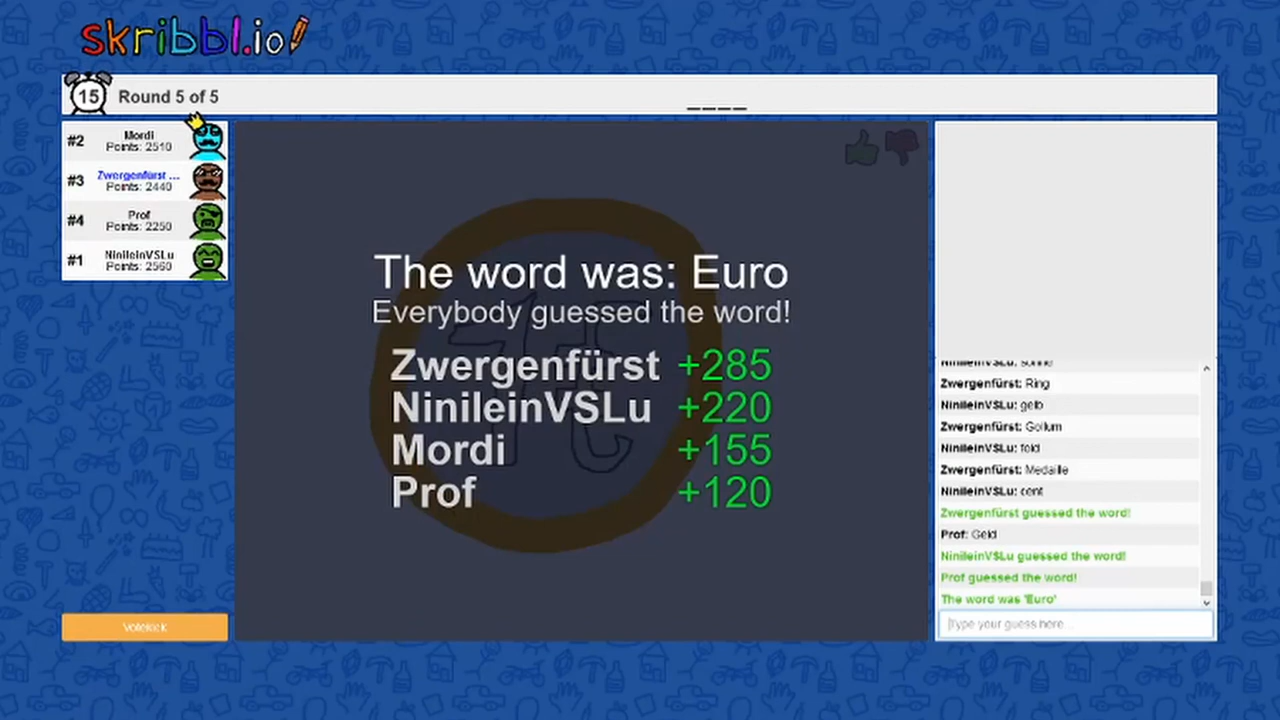 skribbl.io
15
Round 5 of 5
____
#2
Mordi
Points: 2510
#3
Zwergenfürst ...
Points: 2440
#4
Prof
Points: 2250
#1
NinileinVSLu
Points: 2560
The word was: Euro
Everybody guessed the word!
Zwergenfürst +285
NinileinVSLu +220
Mordi +155
Prof +120
NinileinVSLu: sonne
Zwergenfürst: Ring
NinileinVSLu: gelb
Zwergenfürst: Gollum
NinileinVSLu: fold
Zwergenfürst: Medaille
NinileinVSLu: cent
Zwergenfürst guessed the word!
Prof: Geld
NinileinVSLu guessed the word!
Prof guessed the word!
The word was 'Euro'
Type your guess here...
Votekick